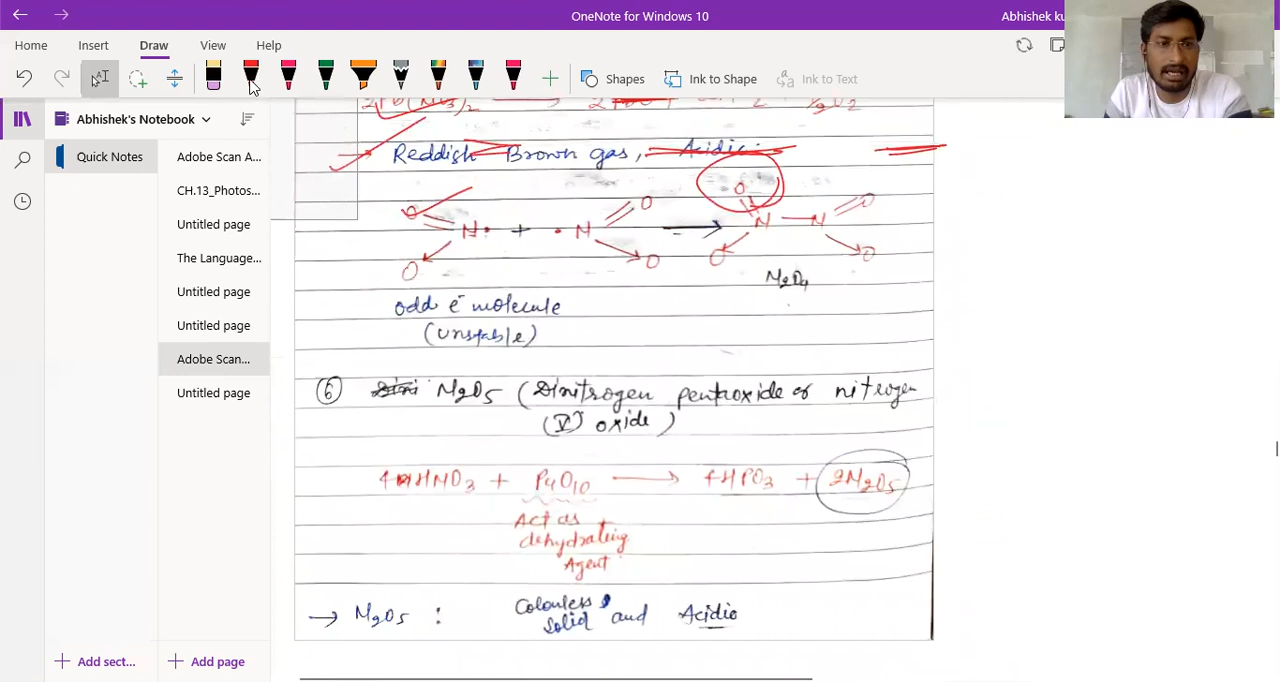 OneNote for Windows 10
Abhishek ku
Home Insert Draw View Help
Shapes Ink to Shape Ink to Text
Abhishek's Notebook
Quick Notes
Adobe Scan A...
CH.13_Photos...
Untitled page
The Language...
Untitled page
Untitled page
Adobe Scan...
Untitled page
Add sect...
Add page
→ Reddish Brown gas, Acidic
O O O O
N· + ·N → N — N
O O O O
N2O4
odd e⁻ molecule
(unstable)
⑥ N2O5 (Dinitrogen pentaoxide or nitrogen
(V) oxide)
4HNO3 + P4O10 → 4HPO3 + 2N2O5
Act as
dehydrating
Agent
→ N2O5 : Colourless solid and Acidic